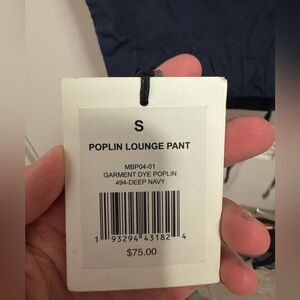 S
POPLIN LOUNGE PANT
MBP04-01
GARMENT DYE POPLIN
494-DEEP NAVY
1 93294 43182 4
$75.00